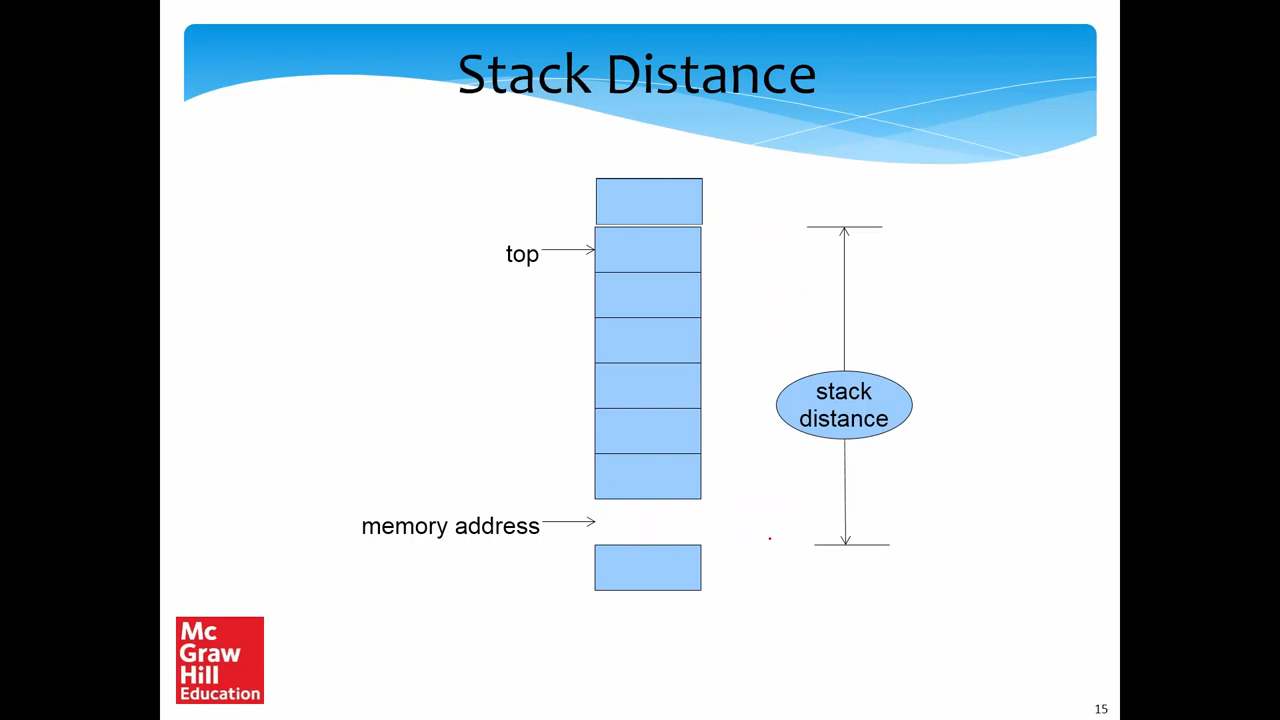 Stack Distance
top
stack
distance
memory address
Mc
Graw
Hill
Education
15